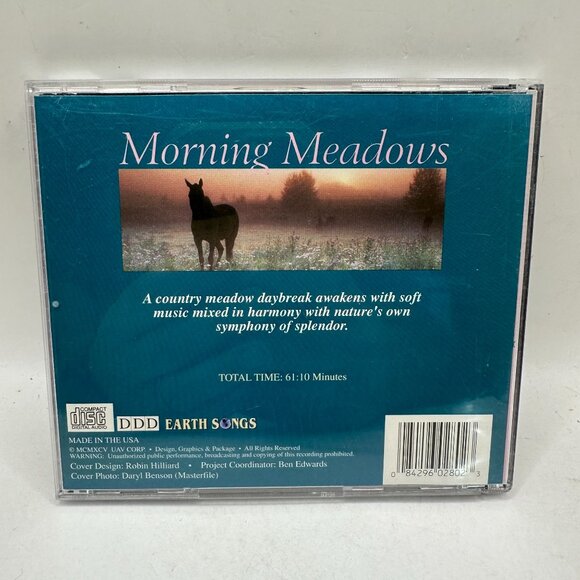 Morning Meadows
A country meadow daybreak awakens with soft
music mixed in harmony with nature's own
symphony of splendor.
TOTAL TIME: 61:10 Minutes
COMPACT
disc
DIGITAL AUDIO
DDD
EARTH SONGS
MADE IN THE USA
© MCMXCV UAV CORP. • Design, Graphics & Package • All Rights Reserved
WARNING: Unauthorized public performance, broadcasting and copying of this recording prohibited.
Cover Design: Robin Hilliard • Project Coordinator: Ben Edwards
Cover Photo: Daryl Benson (Masterfile)
0 84296 02802 3